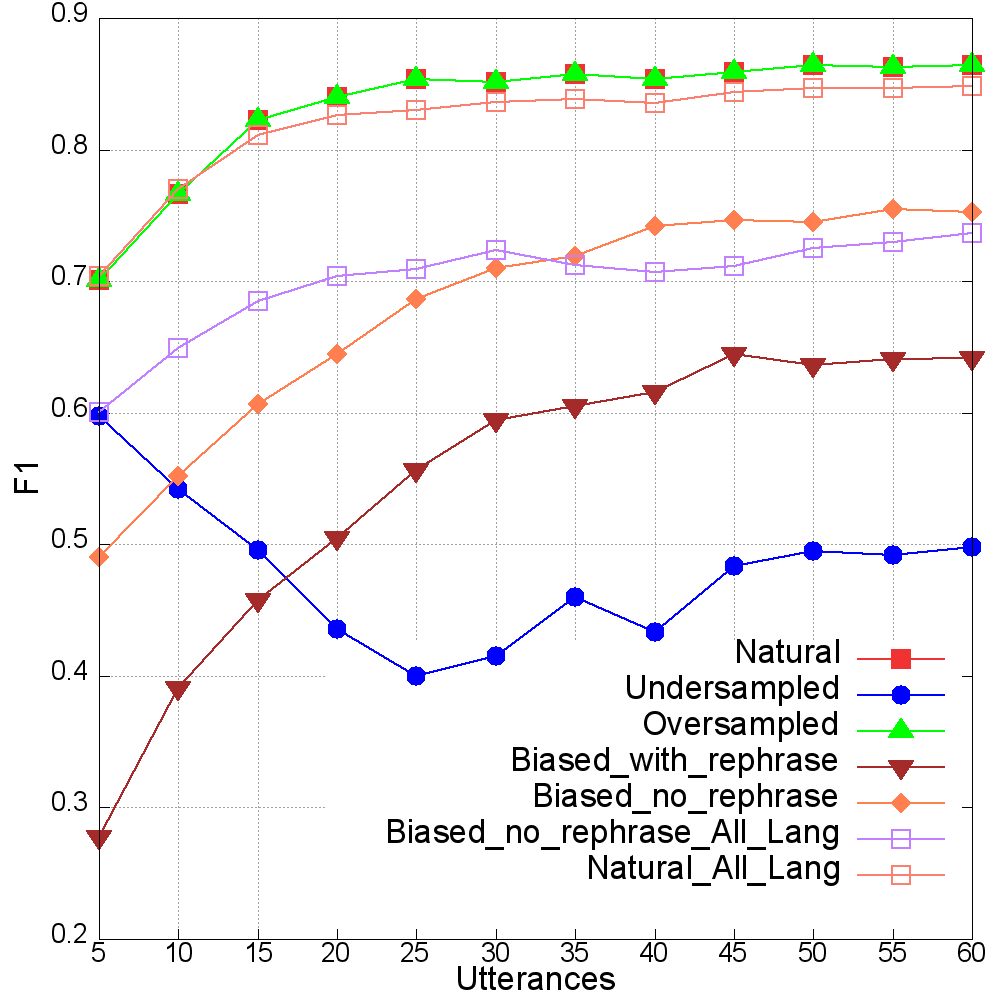 0.9
0.8
0.7
0.6
0.5
0.4
0.3
0.2
F1
Natural
Undersampled
Oversampled
Biased_with_rephrase
Biased_no_rephrase
Biased_no_rephrase_All_Lang
Natural_All_Lang
5 10 15 20 25 30 35 40 45 50 55 60
Utterances